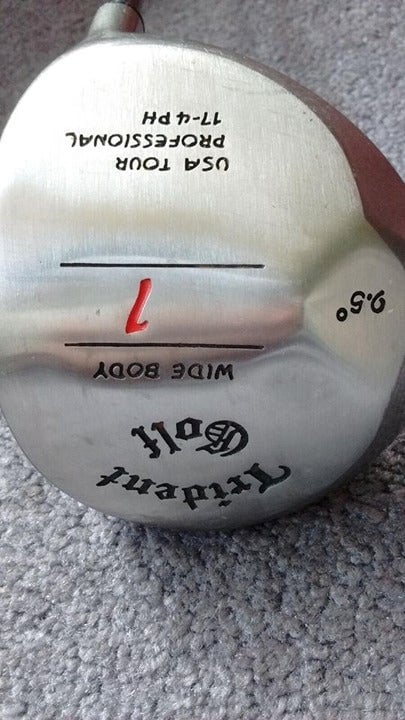 Trident
Golf
WIDE BODY
1
9.5°
USA TOUR
PROFESSIONAL
17-4 PH